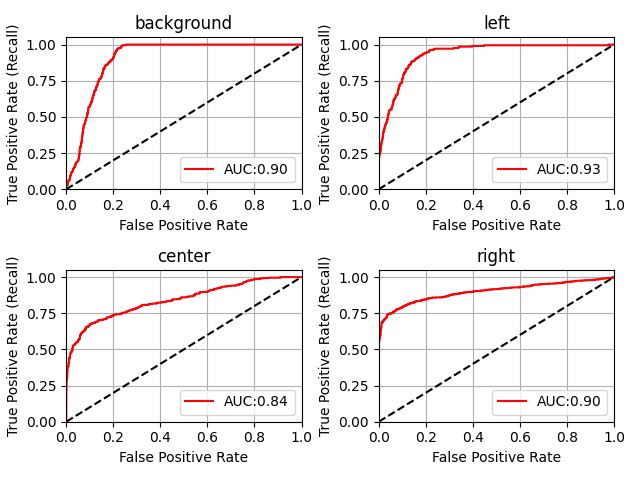 background
True Positive Rate (Recall)
1.00
0.75
0.50
0.25
0.00
AUC:0.90
0.0 0.2 0.4 0.6 0.8 1.0
False Positive Rate
left
True Positive Rate (Recall)
1.00
0.75
0.50
0.25
0.00
AUC:0.93
0.0 0.2 0.4 0.6 0.8 1.0
False Positive Rate
center
True Positive Rate (Recall)
1.00
0.75
0.50
0.25
0.00
AUC:0.84
0.0 0.2 0.4 0.6 0.8 1.0
False Positive Rate
right
True Positive Rate (Recall)
1.00
0.75
0.50
0.25
0.00
AUC:0.90
0.0 0.2 0.4 0.6 0.8 1.0
False Positive Rate